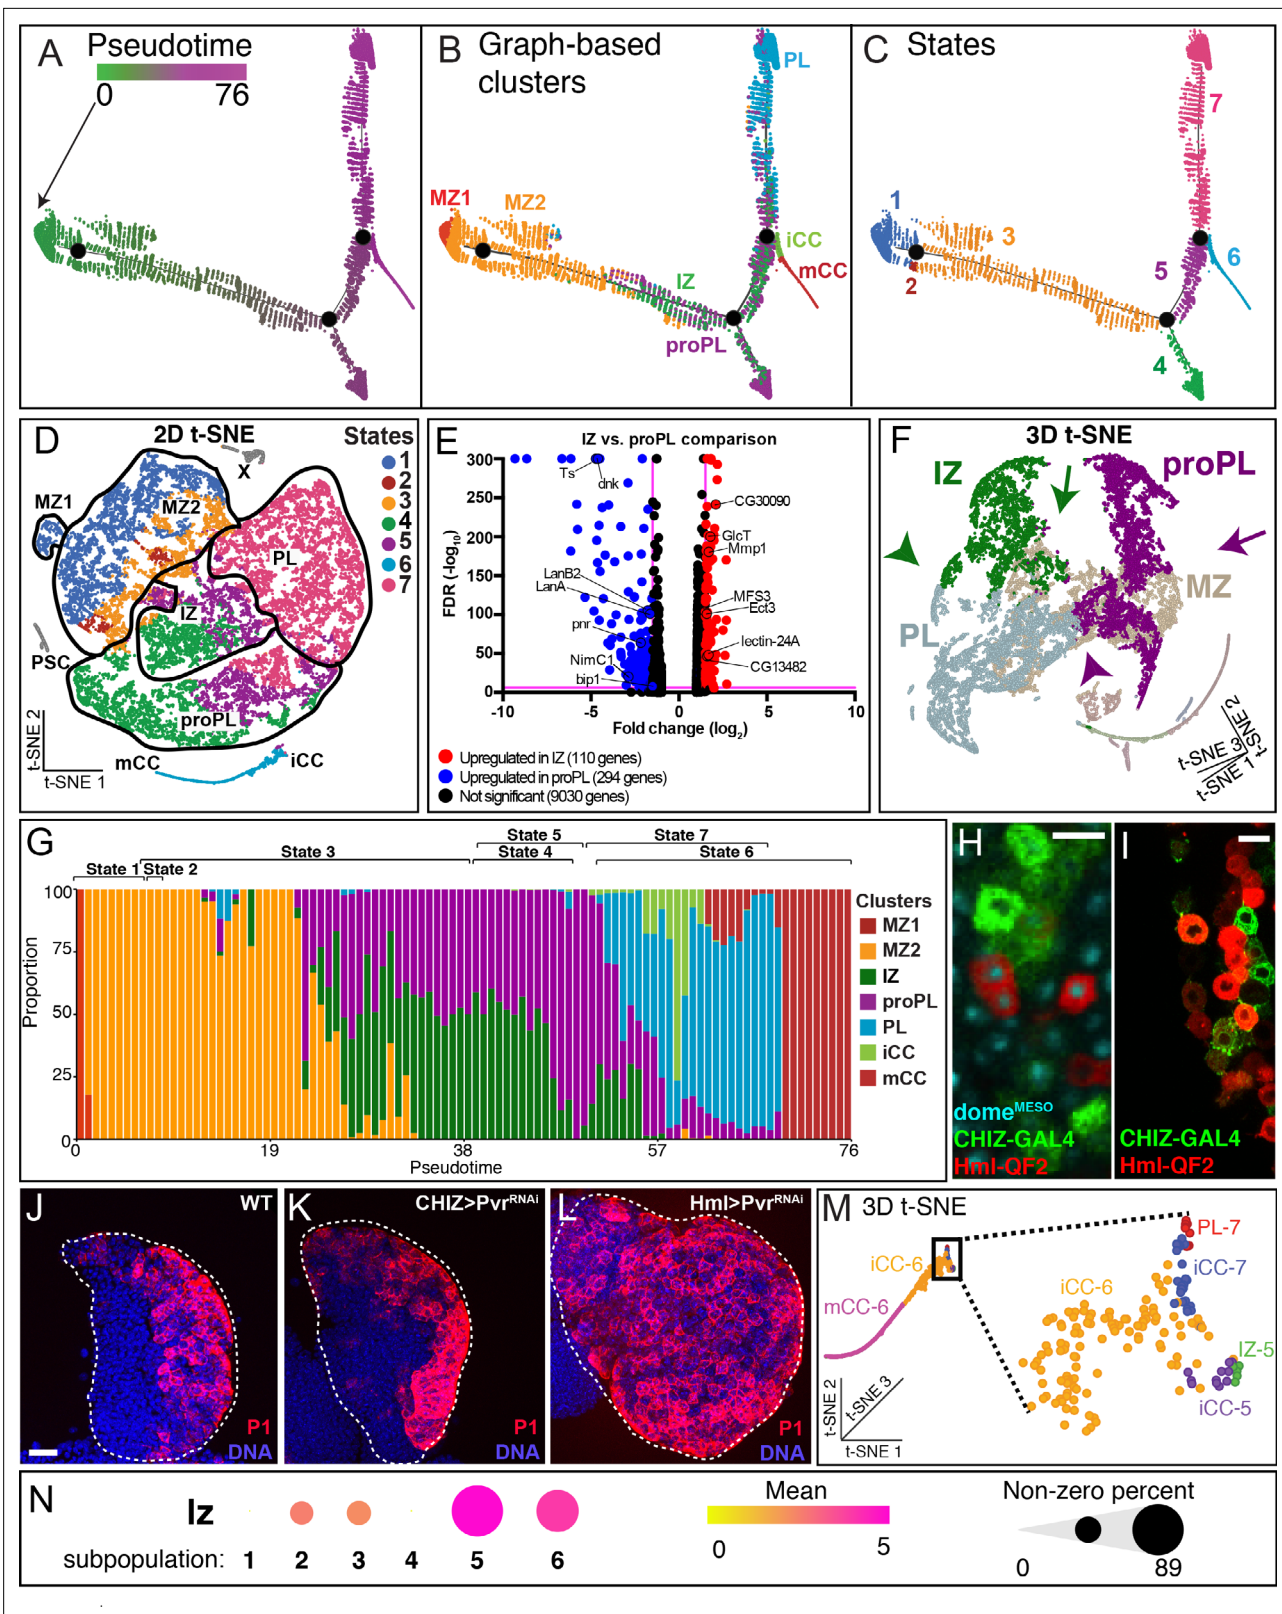 A Pseudotime
0 76
B Graph-based
clusters
PL
MZ1
MZ2
iCC
mCC
IZ
proPL
C States
7
1
3
2
5
6
4
D 2D t-SNE
States
1
2
3
4
5
6
7
X
MZ1
MZ2
PL
IZ
PSC
proPL
mCC
iCC
t-SNE 2
t-SNE 1
E IZ vs. proPL comparison
FDR (-log10)
300
250
200
150
100
50
0
-10 -5 0 5 10
Fold change (log2)
Ts
dnk
CG30090
GlcT
Mmp1
LanB2
LanA
MFS3
Ect3
pnr
lectin-24A
NimC1
CG13482
bip1
Upregulated in IZ (110 genes)
Upregulated in proPL (294 genes)
Not significant (9030 genes)
F 3D t-SNE
IZ
proPL
MZ
PL
t-SNE 2
t-SNE 3
t-SNE 1
G
State 5 State 7
State 3 State 4 State 6
State 1 State 2
Proportion
100
75
50
25
0
0 19 38 57 76
Pseudotime
Clusters
MZ1
MZ2
IZ
proPL
PL
iCC
mCC
H
domeMESO
CHIZ-GAL4
Hml-QF2
I
CHIZ-GAL4
Hml-QF2
J WT
P1
DNA
K CHIZ>PvrRNAi
P1
DNA
L Hml>PvrRNAi
P1
DNA
M 3D t-SNE
PL-7
iCC-7
iCC-6
iCC-6
mCC-6
IZ-5
iCC-5
t-SNE 2
t-SNE 3
t-SNE 1
N
lz
subpopulation: 1 2 3 4 5 6
Mean
0 5
Non-zero percent
0 89